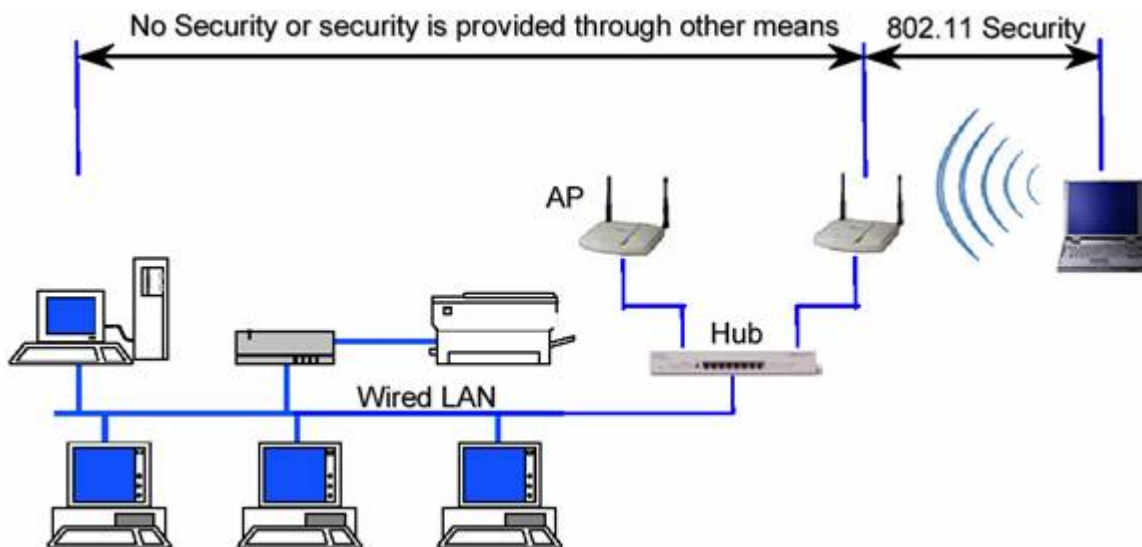 No Security or security is provided through other means
802.11 Security
AP
Hub
Wired LAN